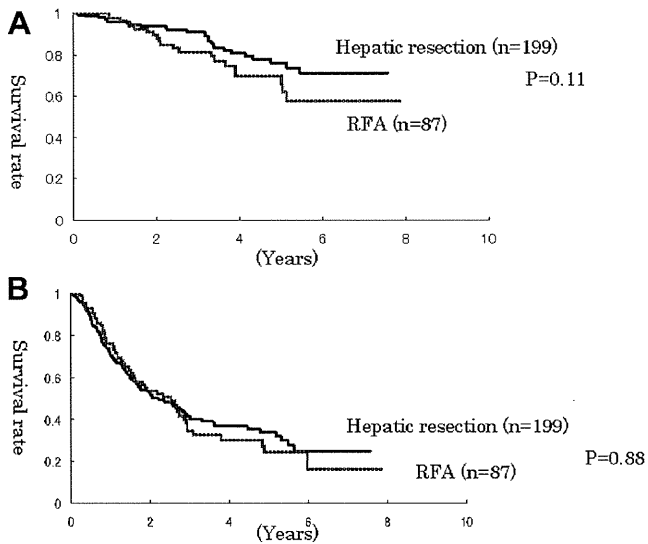 A
1
0.8
0.6
0.4
0.2
0
Survival rate
Hepatic resection (n=199)
P=0.11
RFA (n=87)
0 2 4 6 8 10
(Years)
B
1
0.8
0.6
0.4
0.2
0
Survival rate
Hepatic resection (n=199)
P=0.88
RFA (n=87)
0 2 4 6 8 10
(Years)